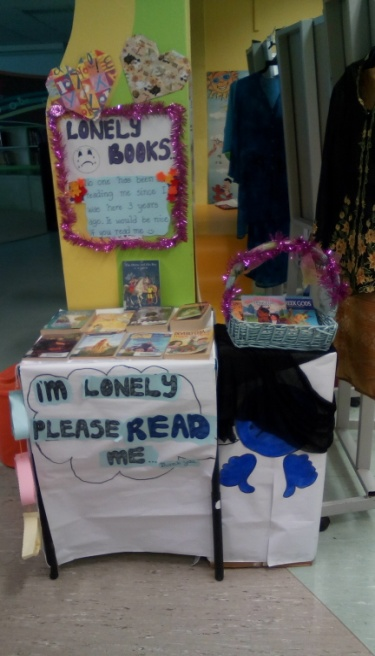 LONELY
BOOKS
one has been
reading me since I
was here 3 years
ago. It would be nice
if you read me
I'M LONELY
PLEASE READ
ME...